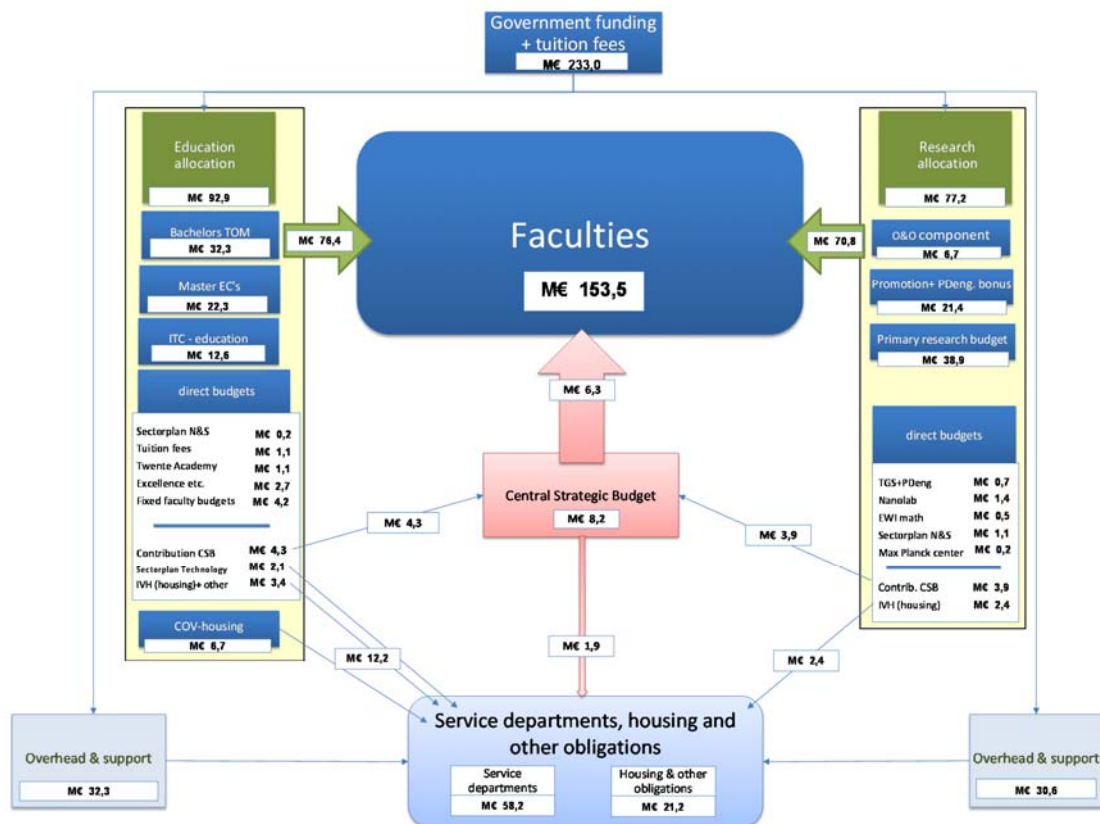 Government funding
+ tuition fees
M€ 233,0
Education
allocation
M€ 92,9
Bachelors TOM
M€ 32,3
Master EC's
M€ 22,3
ITC - education
M€ 12,6
direct budgets
Sectorplan N&S M€ 0,2
Tuition fees M€ 1,1
Twente Academy M€ 1,1
Excellence etc. M€ 2,7
Fixed faculty budgets M€ 4,2
Contribution CSB M€ 4,3
Sectorplan Technology M€ 2,1
IVH (housing)+ other M€ 3,4
COV-housing
M€ 6,7
M€ 76,4
Faculties
M€ 153,5
M€ 70,8
M€ 6,3
Central Strategic Budget
M€ 8,2
M€ 4,3
M€ 3,9
M€ 1,9
M€ 12,2
M€ 2,4
Research
allocation
M€ 77,2
O&O component
M€ 6,7
Promotion+ PDeng. bonus
M€ 21,4
Primary research budget
M€ 38,9
direct budgets
TGS+PDeng M€ 0,7
Nanolab M€ 1,4
EWI math M€ 0,5
Sectorplan N&S M€ 1,1
Max Planck center M€ 0,2
Contrib. CSB M€ 3,9
IVH (housing) M€ 2,4
Overhead & support
M€ 32,3
Service departments, housing and
other obligations
Service
departments
M€ 58,2
Housing & other
obligations
M€ 21,2
Overhead & support
M€ 30,6